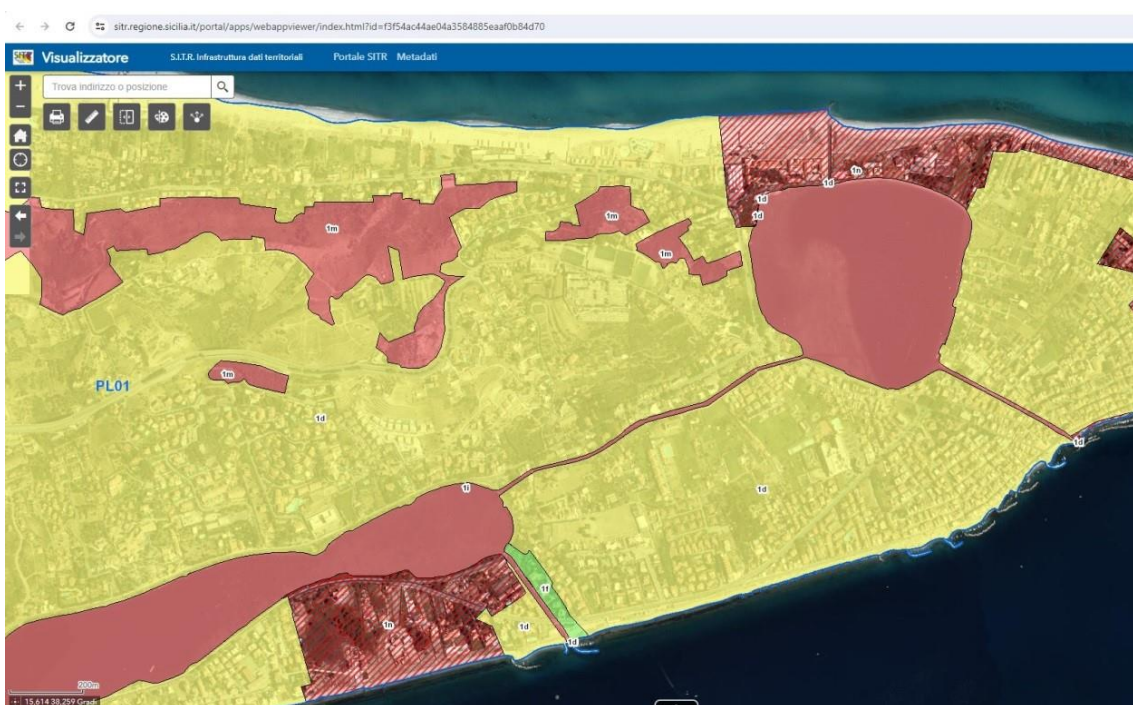 sitr.regione.sicilia.it/portal/apps/webappviewer/index.html?id=f3f54ac44ae04a3584885eaaf0b84d70
Visualizzatore S.I.T.R. Infrastruttura dati territoriali Portale SITR Metadati
Trova indirizzo o posizione
1n
1d
1d
1d
1m
1m
1m
1m
PL01
1d
1d
1i
1d
1f
1n
1d
1d
200m
15,614 38,259 Gradi